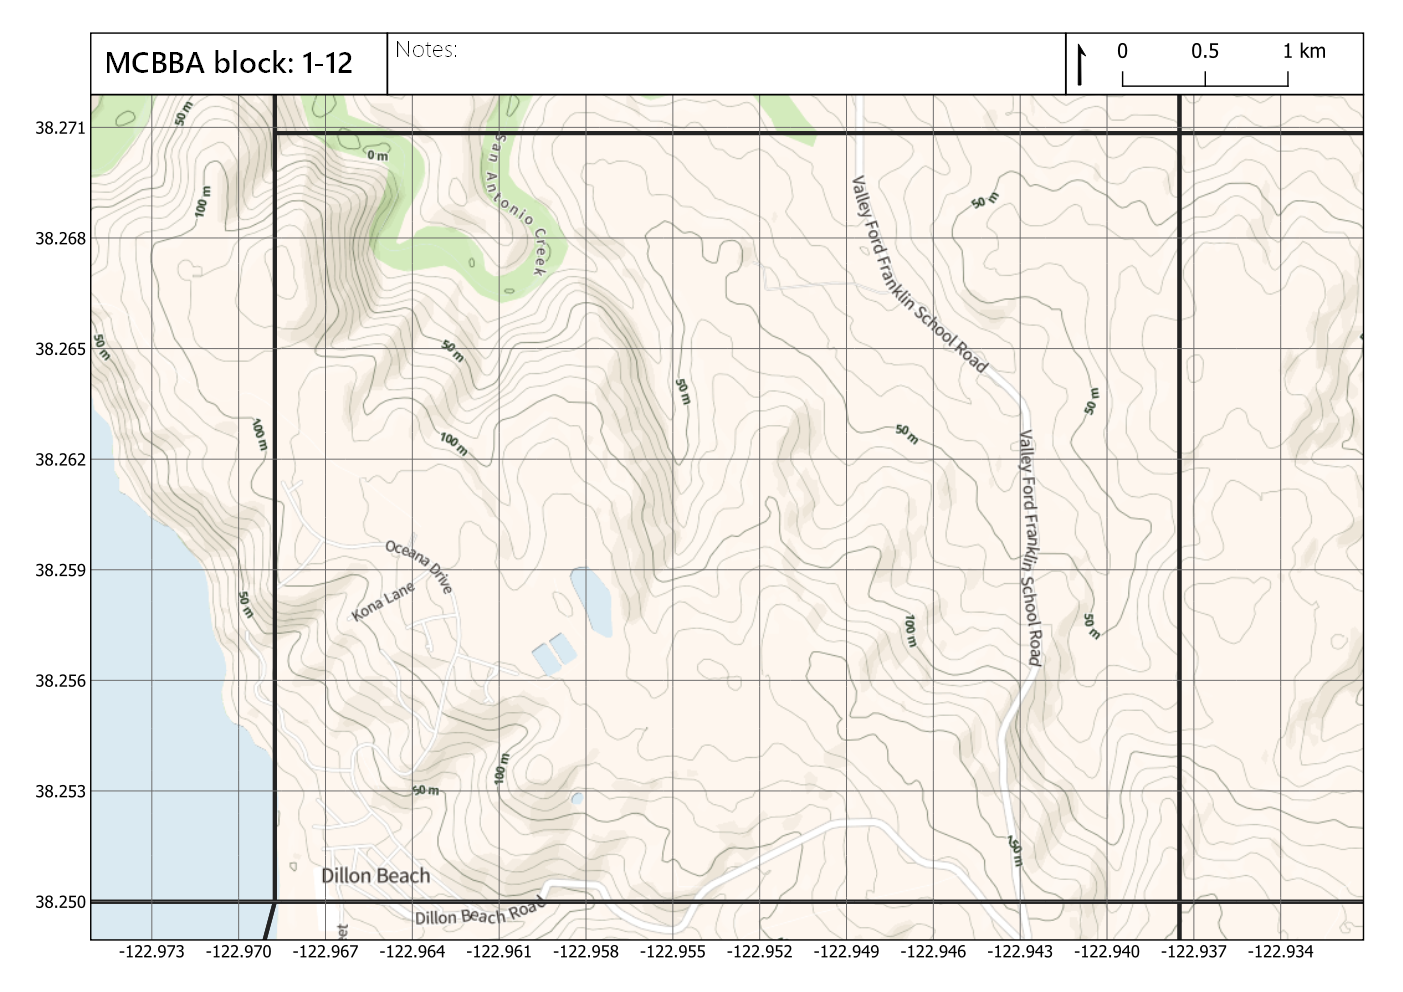 MCBBA block: 1-12
Notes:
0 0.5 1 km
38.271
38.268
38.265
38.262
38.259
38.256
38.253
38.250
50 m
0 m
100 m
San Antonio Creek
Valley Ford Franklin School Road
50 m
50 m
50 m
50 m
50 m
50 m
100 m
100 m
Valley Ford Franklin School Road
Oceana Drive
Kona Lane
50 m
100 m
50 m
100 m
50 m
50 m
Dillon Beach
Dillon Beach Road
-122.973 -122.970 -122.967 -122.964 -122.961 -122.958 -122.955 -122.952 -122.949 -122.946 -122.943 -122.940 -122.937 -122.934